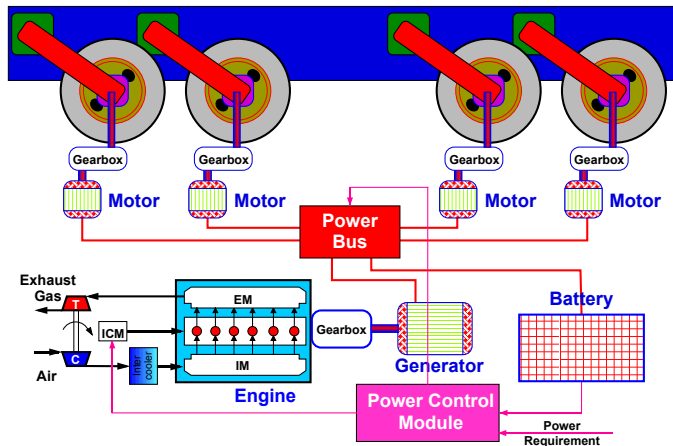 Gearbox
Gearbox
Gearbox
Gearbox
Motor
Motor
Motor
Motor
Power
Bus
Exhaust
Gas
T
EM
ICM
Gearbox
Battery
C
Inter
cooler
IM
Air
Generator
Engine
Power Control
Module
Power
Requirement